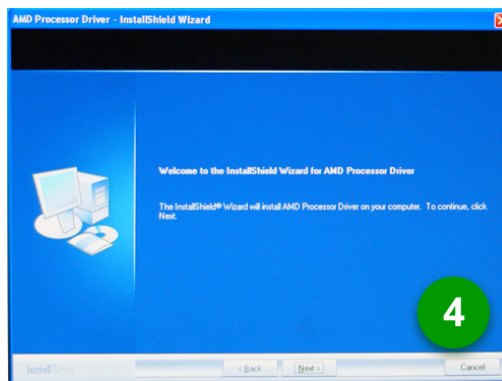 AMD Processor Driver - InstallShield Wizard
Welcome to the InstallShield Wizard for AMD Processor Driver
The InstallShield® Wizard will install AMD Processor Driver on your computer. To continue, click
Next.
4
InstallShield
< Back Next > Cancel